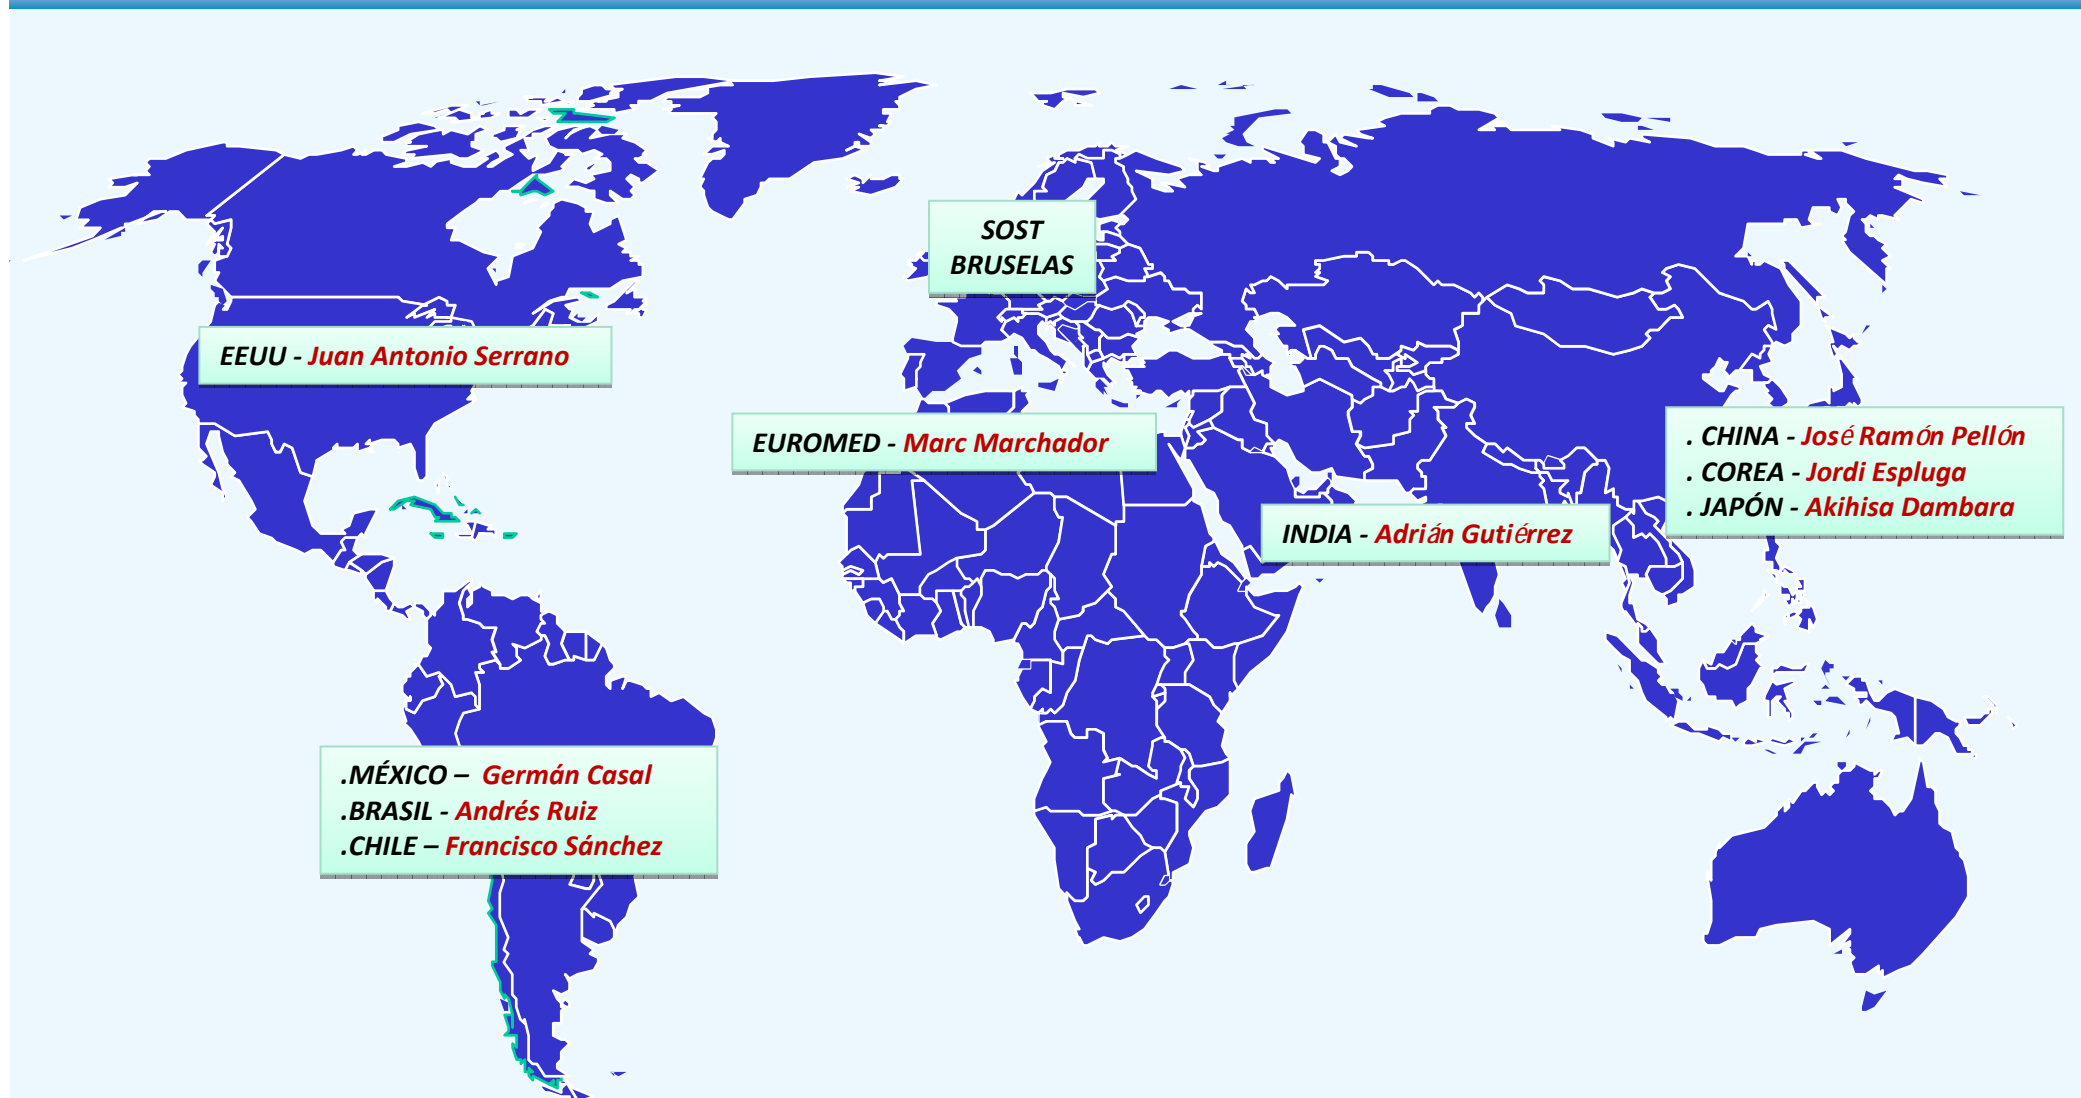 SOST
BRUSELAS
EEUU - Juan Antonio Serrano
EUROMED - Marc Marchador
. CHINA - José Ramón Pellón
. COREA - Jordi Espluga
. JAPÓN - Akihisa Dambara
INDIA - Adrián Gutiérrez
.MÉXICO – Germán Casal
.BRASIL - Andrés Ruiz
.CHILE – Francisco Sánchez